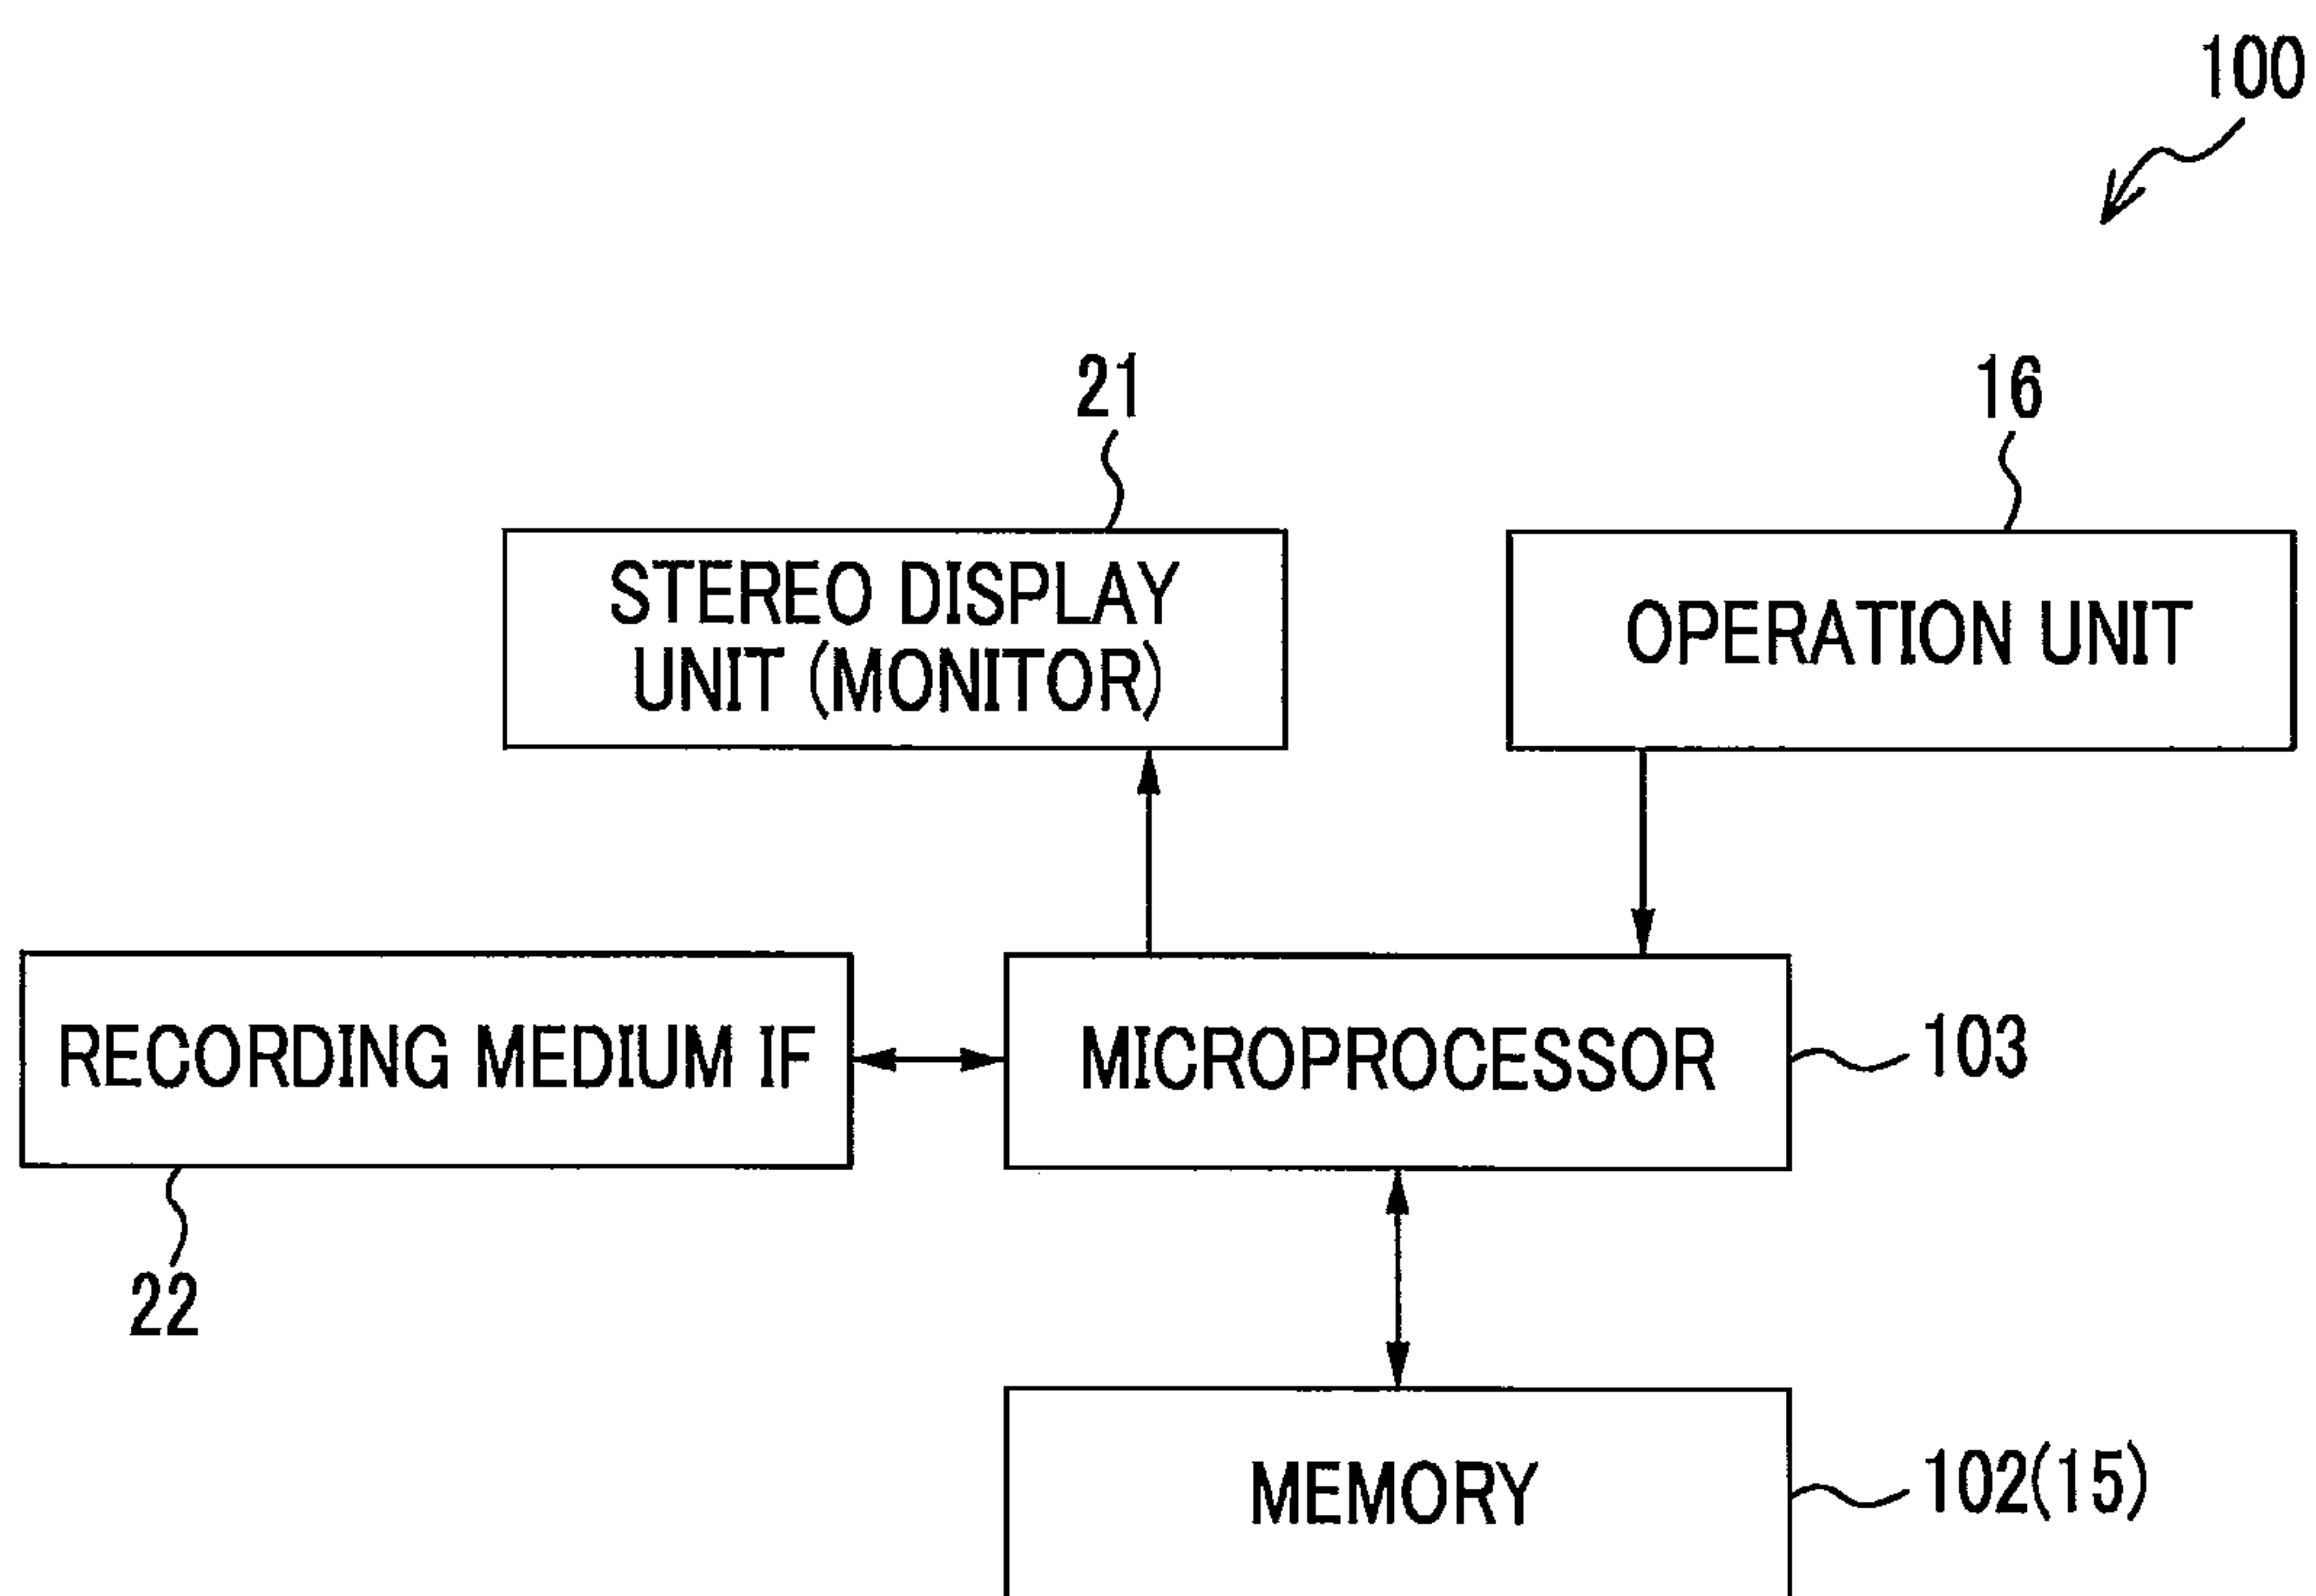 100
21
16
STEREO DISPLAY
UNIT (MONITOR)
OPERATION UNIT
RECORDING MEDIUM IF
MICROPROCESSOR
103
22
MEMORY
102(15)